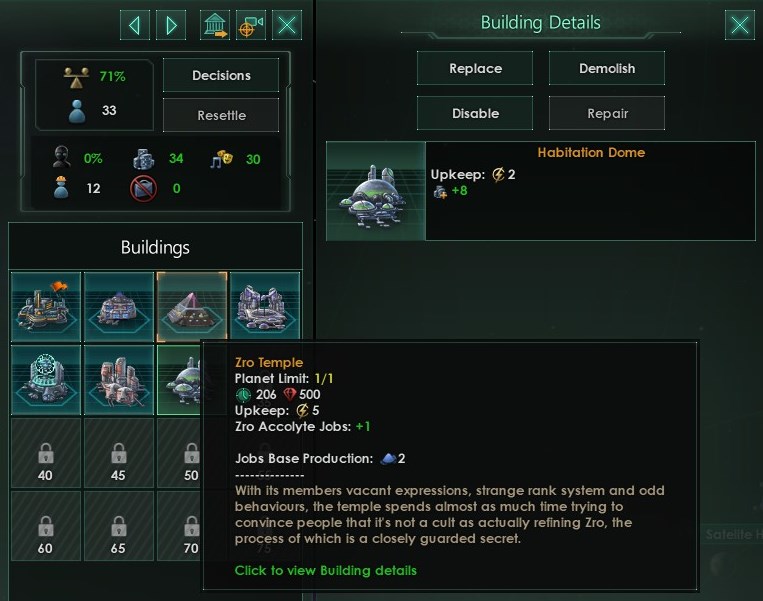 Building Details
71%
Decisions
33
Resettle
0%
34
30
12
0
Replace
Demolish
Disable
Repair
Habitation Dome
Upkeep: 2
+8
Buildings
Zro Temple
Planet Limit: 1/1
206 500
Upkeep: 5
Zro Accolyte Jobs: +1
Jobs Base Production: 2
--------------
With its members vacant expressions, strange rank system and odd
behaviours, the temple spends almost as much time trying to
convince people that it's not a cult as actually refining Zro, the
process of which is a closely guarded secret.
Click to view Building details
40
45
50
55
60
65
70
75
Satellite H